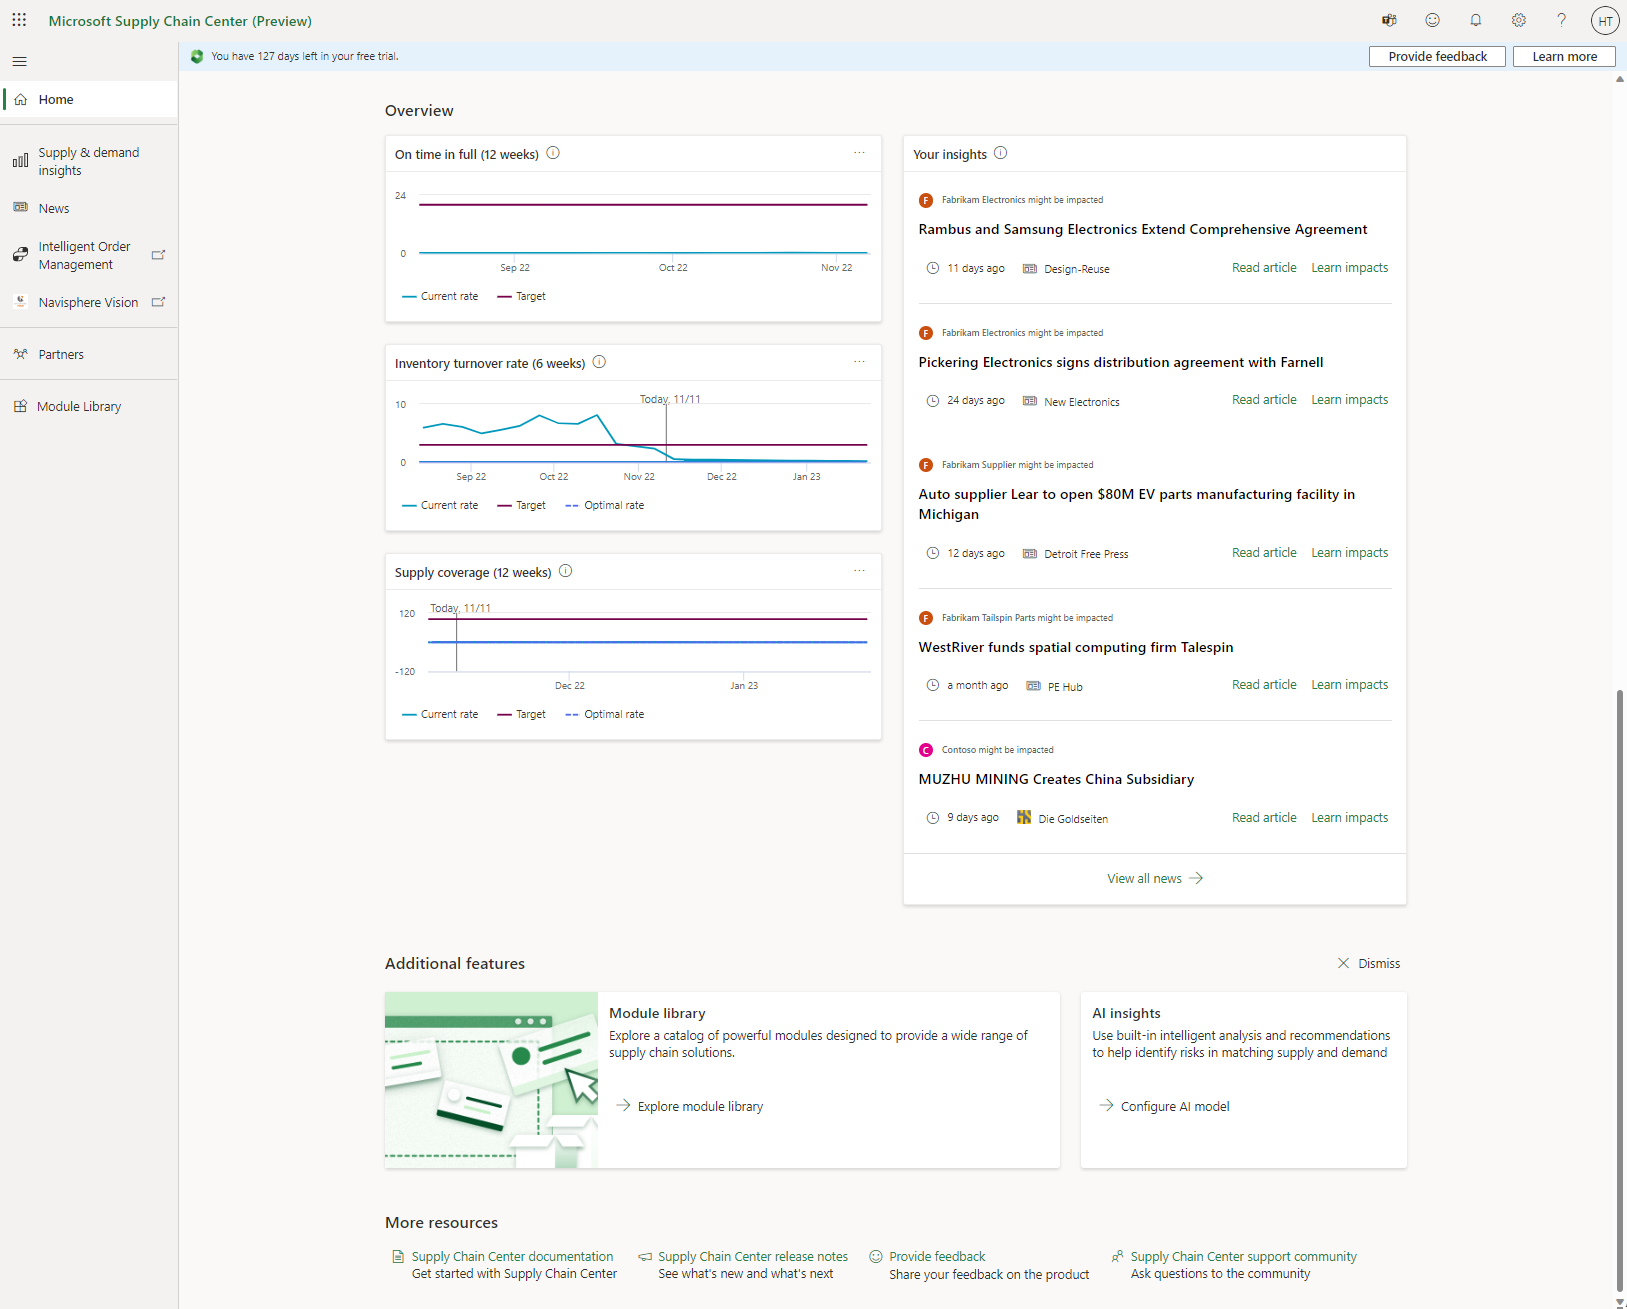 Microsoft Supply Chain Center (Preview)
HT
You have 127 days left in your free trial.
Provide feedback
Learn more
Home
Supply & demand
insights
News
Intelligent Order
Management
Navisphere Vision
Partners
Module Library
Overview
On time in full (12 weeks)
24
0
Sep 22
Oct 22
Nov 22
Current rate
Target
Inventory turnover rate (6 weeks)
Today, 11/11
10
0
Sep 22
Oct 22
Nov 22
Dec 22
Jan 23
Current rate
Target
Optimal rate
Supply coverage (12 weeks)
Today, 11/11
120
-120
Dec 22
Jan 23
Current rate
Target
Optimal rate
Your insights
F
Fabrikam Electronics might be impacted
Rambus and Samsung Electronics Extend Comprehensive Agreement
11 days ago
Design-Reuse
Read article
Learn impacts
F
Fabrikam Electronics might be impacted
Pickering Electronics signs distribution agreement with Farnell
24 days ago
New Electronics
Read article
Learn impacts
F
Fabrikam Supplier might be impacted
Auto supplier Lear to open $80M EV parts manufacturing facility in
Michigan
12 days ago
Detroit Free Press
Read article
Learn impacts
F
Fabrikam Tailspin Parts might be impacted
WestRiver funds spatial computing firm Talespin
a month ago
PE Hub
Read article
Learn impacts
C
Contoso might be impacted
MUZHU MINING Creates China Subsidiary
9 days ago
Die Goldseiten
Read article
Learn impacts
View all news
Additional features
Dismiss
Module library
Explore a catalog of powerful modules designed to provide a wide range of
supply chain solutions.
Explore module library
AI insights
Use built-in intelligent analysis and recommendations
to help identify risks in matching supply and demand
Configure AI model
More resources
Supply Chain Center documentation
Get started with Supply Chain Center
Supply Chain Center release notes
See what's new and what's next
Provide feedback
Share your feedback on the product
Supply Chain Center support community
Ask questions to the community